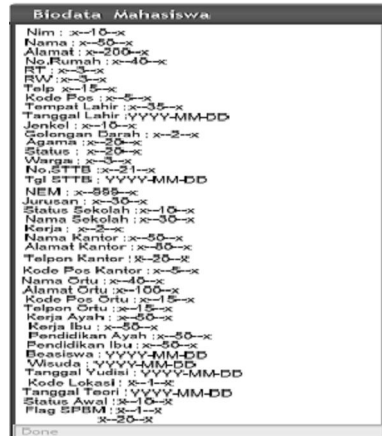 Biodata Mahasiswa
Nim : x--10--x
Nama : x--50--x
Alamat : x--200--x
No.Rumah : x--40--x
RT : x--3--x
RW : x--3--x
Telp x--15--x
Kode Pos : x--5--x
Tempat Lahir : x--35--x
Tanggal Lahir :YYYY-MM-DD
Jenkel : x--10--x
Golongan Darah : x--2--x
Agama : x--20--x
Status : x--20--x
Warga : x--3--x
No.STTB : x--21--x
Tgl STTB : YYYY-MM-DD
NEM : x--999--x
Jurusan : x--30--x
Status Sekolah : x--10--x
Nama Sekolah : x--30--x
Kerja : x--2--x
Nama Kantor : x--50--x
Alamat Kantor : x--80--x
Telpon Kantor : x--20--x
Kode Pos Kantor : x--5--x
Nama Ortu : x--40--x
Alamat Ortu : x--100--x
Kode Pos Ortu : x--15--x
Telpon Ortu : x--15--x
Kerja Ayah : x--50--x
Kerja Ibu : x--50--x
Pendidikan Ayah : x--50--x
Pendidikan Ibu : x--50--x
Beasiswa : YYYY-MM-DD
Wisuda : YYYY-MM-DD
Tanggal Yudisi : YYYY-MM-DD
Kode Lokasi : x--1--x
Tanggal Teori : YYYY-MM-DD
Status Awal : x--10--x
Flag SPBM : x--1--x
x--20--x
Done